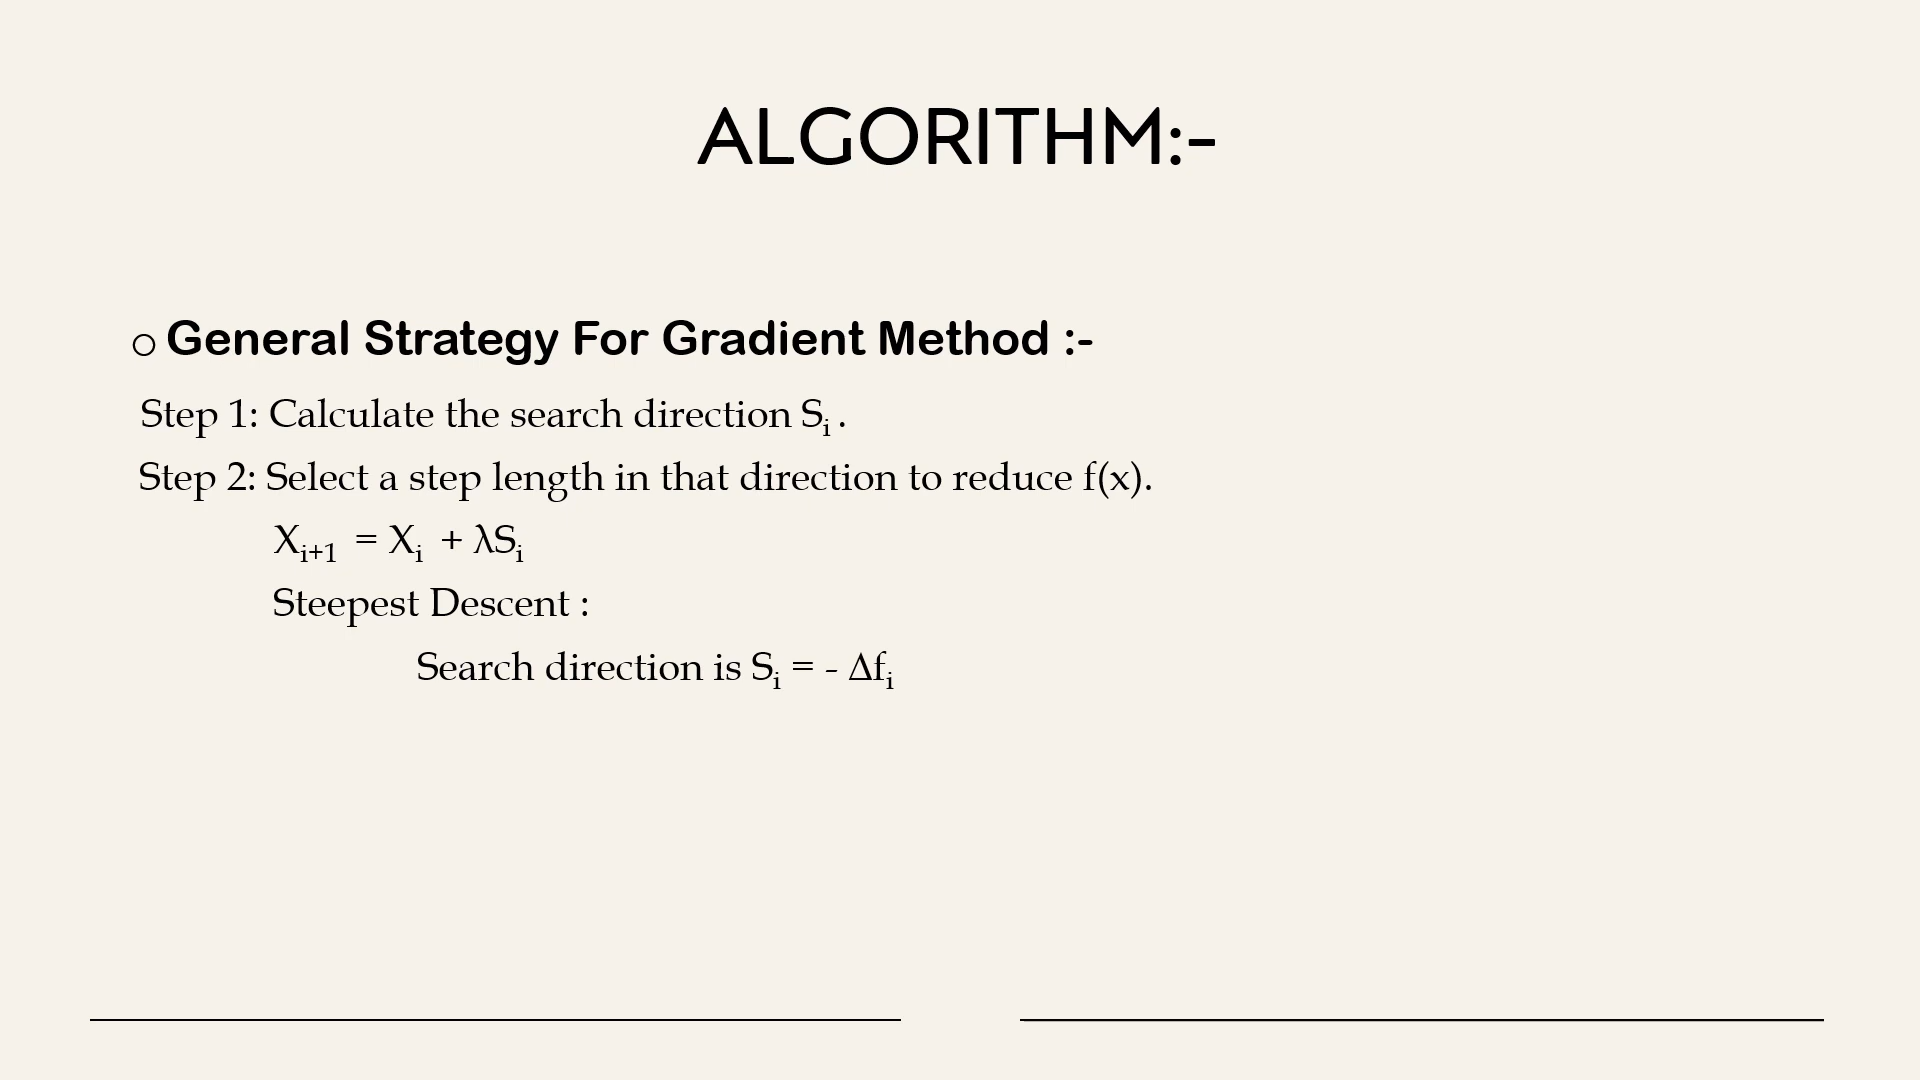 ALGORITHM:-
○ General Strategy For Gradient Method :-
Step 1: Calculate the search direction Sᵢ .
Step 2: Select a step length in that direction to reduce f(x).
Xᵢ₊₁ = Xᵢ + λSᵢ
Steepest Descent :
Search direction is Sᵢ = - Δfᵢ